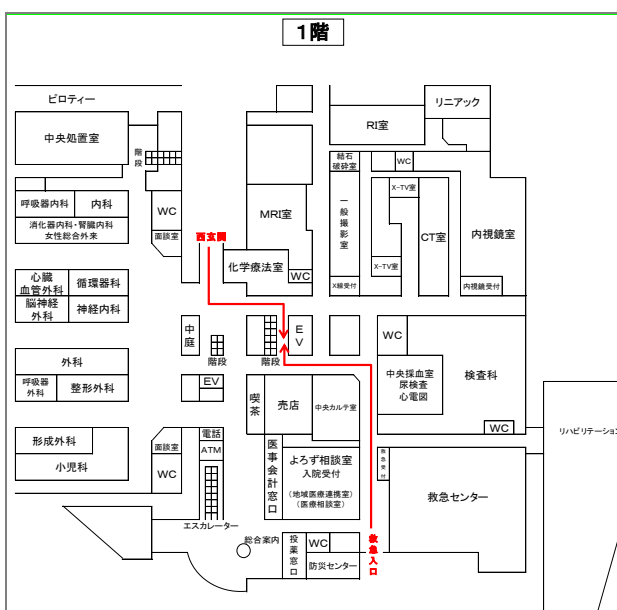 1階
ピロティー
中央処置室
階
段
呼吸器内科
内科
消化器内科・腎臓内科
女性総合外来
WC
面談室
西玄関
心臓
血管外科
循環器科
脳神経
外科
神経内科
中
庭
階段
外科
呼吸器
外科
整形外科
EV
形成外科
小児科
面談室
WC
電話
ATM
エスカレーター
MRI室
化学療法室
WC
階段
E
V
喫
茶
売店
中央カルテ室
医
事
会
計
窓
口
よろず相談室
入院受付
(地域医療連携室)
(医療相談室)
総合案内
投
薬
窓
口
WC
防災センター
救
急
入
口
RI室
リニアック
結石
破砕室
WC
一
般
撮
影
室
X線受付
X-TV室
X-TV室
CT室
内視鏡室
内視鏡受付
WC
中央採血室
尿検査
心電図
検査科
WC
救
急
受
付
救急センター
リハビリテーション